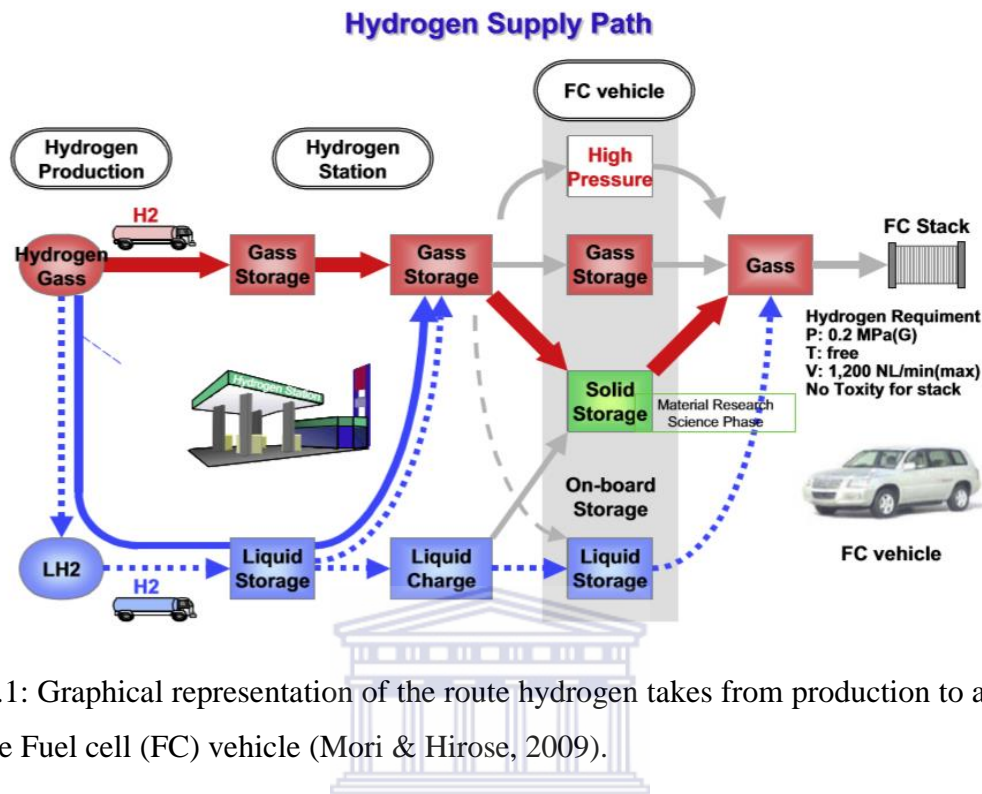 Hydrogen Supply Path
FC vehicle
Hydrogen
Production
Hydrogen
Station
High
Pressure
H2
FC Stack
Hydrogen
Gass
Gass
Storage
Gass
Storage
Gass
Storage
Gass
Hydrogen Requiment
P: 0.2 MPa(G)
T: free
V: 1,200 NL/min(max)
No Toxity for stack
Hydrogen Station
Solid
Storage
Material Research
Science Phase
On-board
Storage
FC vehicle
LH2
Liquid
Storage
Liquid
Charge
Liquid
Storage
H2
.1: Graphical representation of the route hydrogen takes from production to a
e Fuel cell (FC) vehicle (Mori & Hirose, 2009).